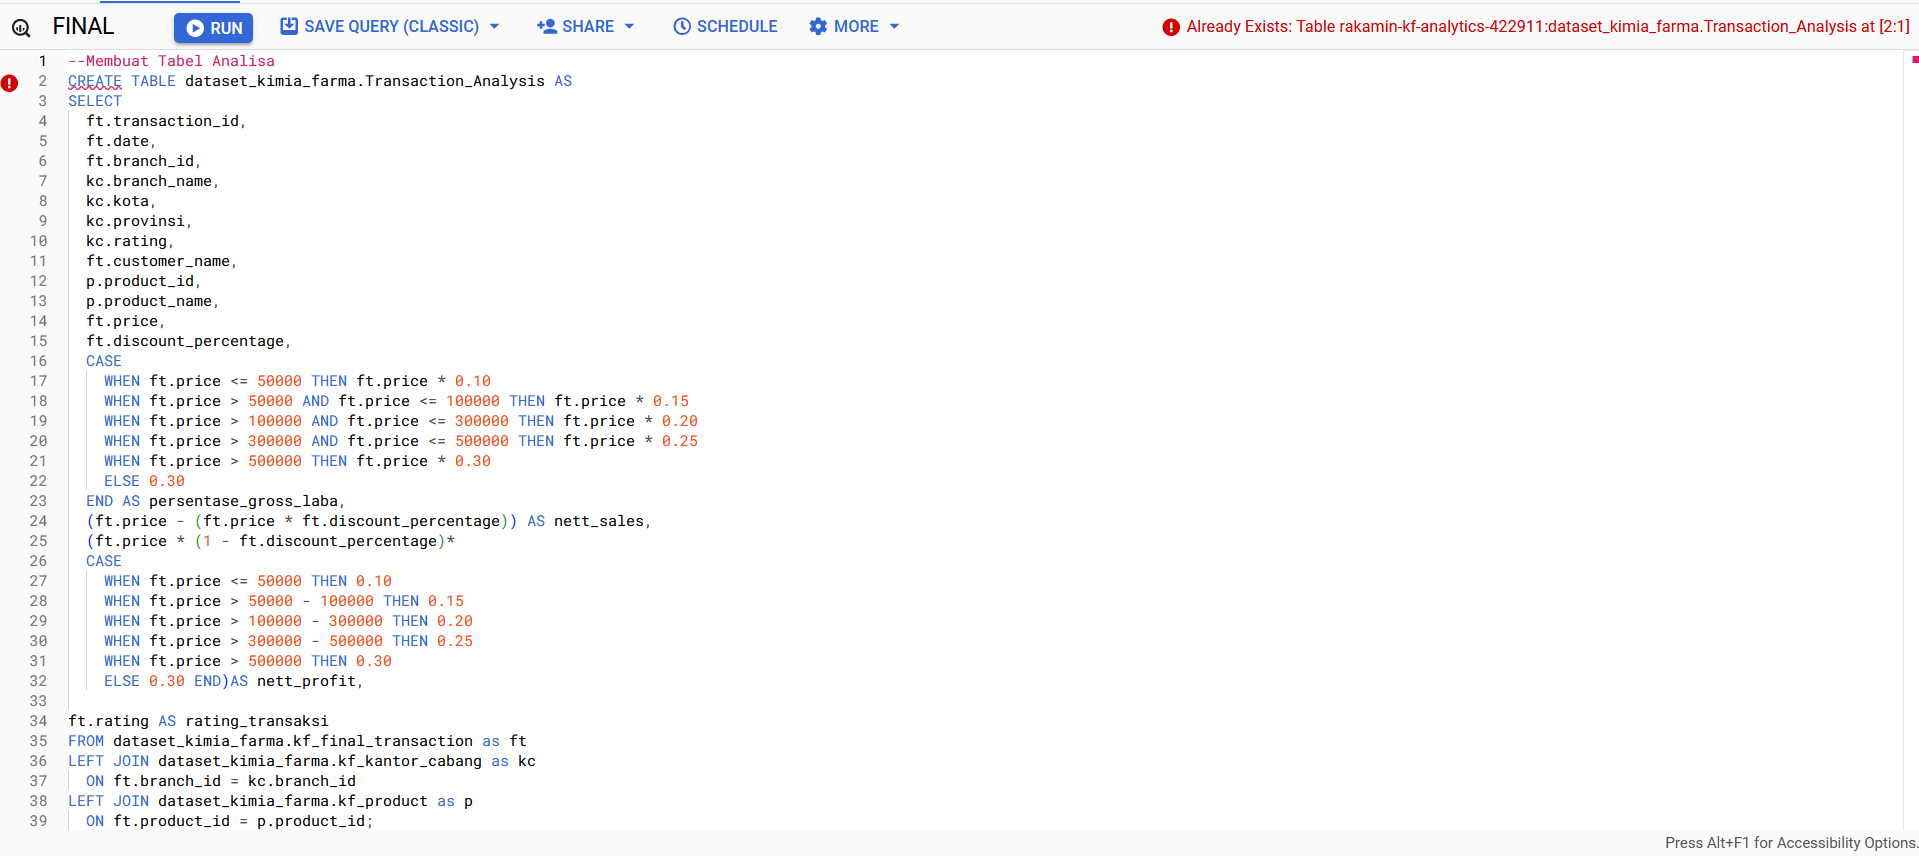 FINAL RUN SAVE QUERY (CLASSIC) SHARE SCHEDULE MORE Already Exists: Table rakamin-kf-analytics-422911:dataset_kimia_farma.Transaction_Analysis at [2:1]
1 --Membuat Tabel Analisa
2 CREATE TABLE dataset_kimia_farma.Transaction_Analysis AS
3 SELECT
4 ft.transaction_id,
5 ft.date,
6 ft.branch_id,
7 kc.branch_name,
8 kc.kota,
9 kc.provinsi,
10 kc.rating,
11 ft.customer_name,
12 p.product_id,
13 p.product_name,
14 ft.price,
15 ft.discount_percentage,
16 CASE
17 WHEN ft.price <= 50000 THEN ft.price * 0.10
18 WHEN ft.price > 50000 AND ft.price <= 100000 THEN ft.price * 0.15
19 WHEN ft.price > 100000 AND ft.price <= 300000 THEN ft.price * 0.20
20 WHEN ft.price > 300000 AND ft.price <= 500000 THEN ft.price * 0.25
21 WHEN ft.price > 500000 THEN ft.price * 0.30
22 ELSE 0.30
23 END AS persentase_gross_laba,
24 (ft.price - (ft.price * ft.discount_percentage)) AS nett_sales,
25 (ft.price * (1 - ft.discount_percentage)*
26 CASE
27 WHEN ft.price <= 50000 THEN 0.10
28 WHEN ft.price > 50000 - 100000 THEN 0.15
29 WHEN ft.price > 100000 - 300000 THEN 0.20
30 WHEN ft.price > 300000 - 500000 THEN 0.25
31 WHEN ft.price > 500000 THEN 0.30
32 ELSE 0.30 END)AS nett_profit,
33
34 ft.rating AS rating_transaksi
35 FROM dataset_kimia_farma.kf_final_transaction as ft
36 LEFT JOIN dataset_kimia_farma.kf_kantor_cabang as kc
37 ON ft.branch_id = kc.branch_id
38 LEFT JOIN dataset_kimia_farma.kf_product as p
39 ON ft.product_id = p.product_id;
Press Alt+F1 for Accessibility Options.